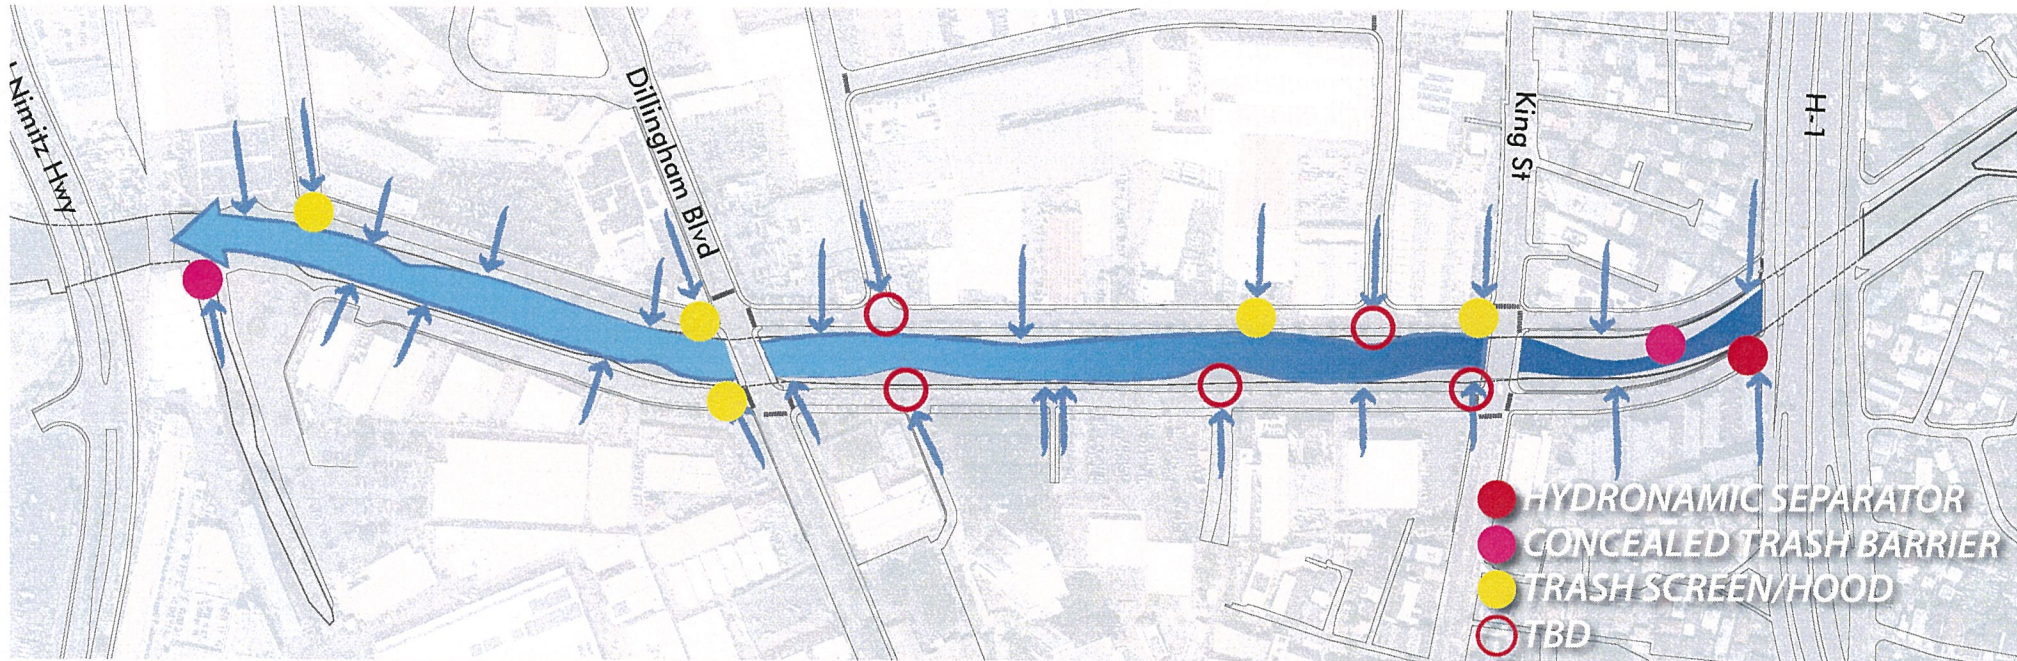 Nimitz Hwy
Dillingham Blvd
King St
H-1
HYDRONAMIC SEPARATOR
CONCEALED TRASH BARRIER
TRASH SCREEN/HOOD
TBD